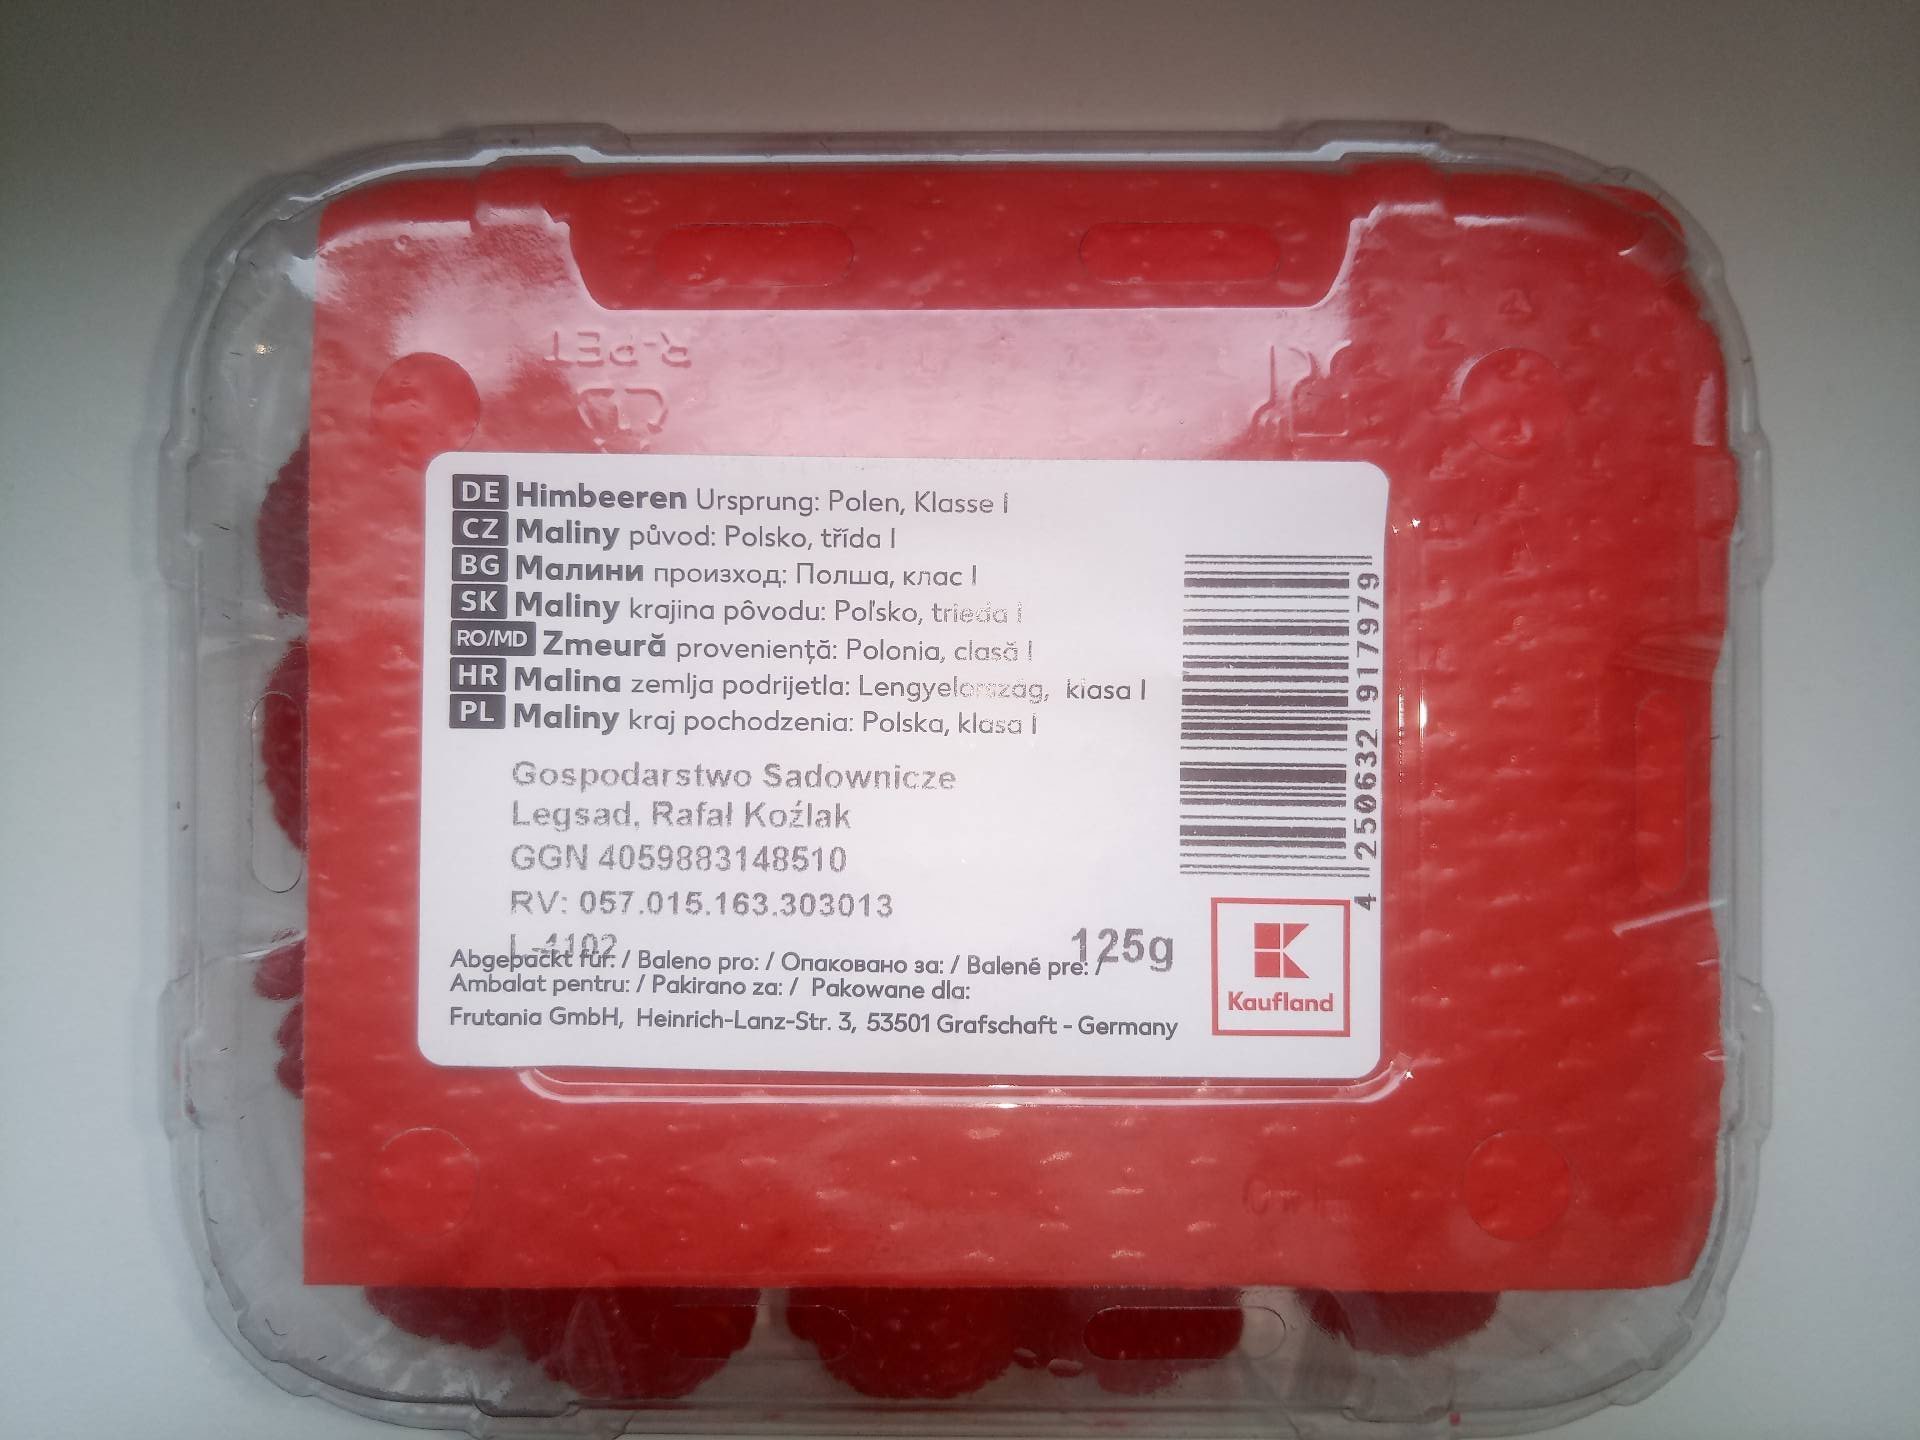 R-PET
DE Himbeeren Ursprung: Polen, Klasse I
CZ Maliny původ: Polsko, třída I
BG Малини произход: Полша, клас I
SK Maliny krajina pôvodu: Poľsko, trieda I
RO/MD Zmeură proveniență: Polonia, clasă I
HR Malina zemlja podrijetla: Lengyelország, klasa I
PL Maliny kraj pochodzenia: Polska, klasa I
Gospodarstwo Sadownicze
Legsad, Rafał Koźlak
GGN 4059883148510
RV: 057.015.163.303013
L-4102
125g
Abgepackt für: / Baleno pro: / Опаковано за: / Balené pre: /
Ambalat pentru: / Pakirano za: / Pakowane dla:
Frutania GmbH, Heinrich-Lanz-Str. 3, 53501 Grafschaft - Germany
4 250632 917979
Kaufland